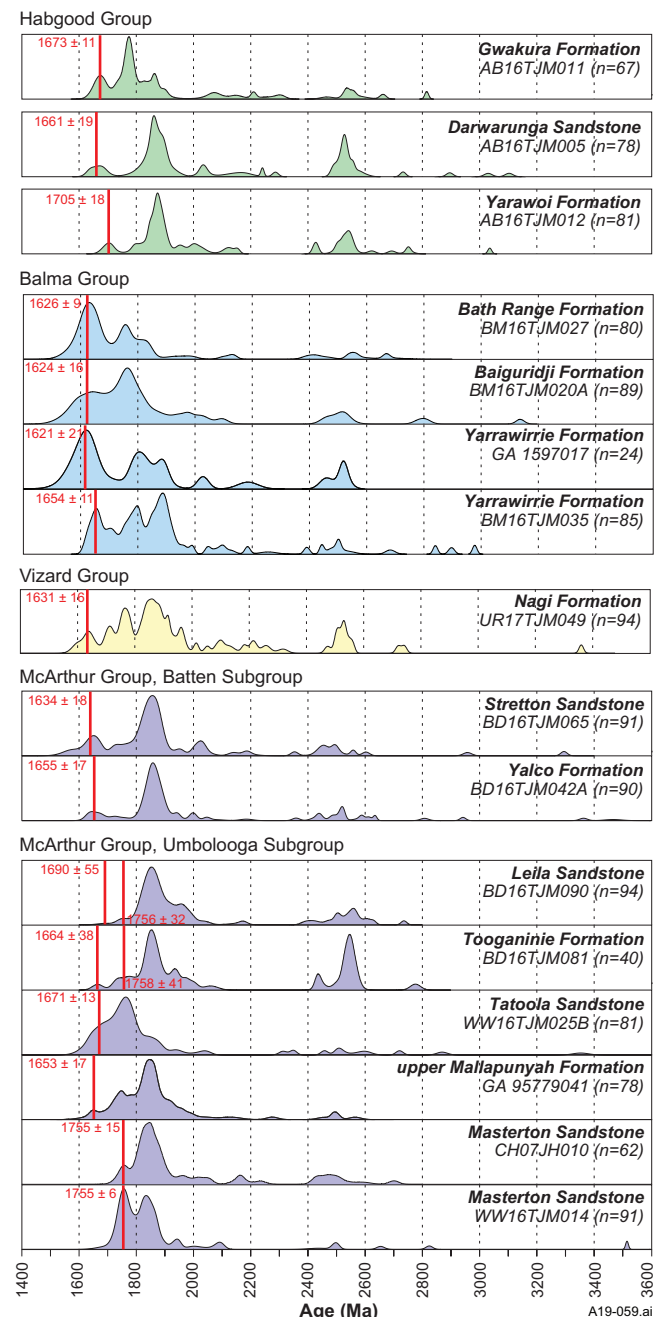 Habgood Group
1673 ± 11
Gwakura Formation
AB16TJM011 (n=67)
1661 ± 19
Darwarunga Sandstone
AB16TJM005 (n=78)
1705 ± 18
Yarawoi Formation
AB16TJM012 (n=81)
Balma Group
1626 ± 9
Bath Range Formation
BM16TJM027 (n=80)
1624 ± 16
Baiguridji Formation
BM16TJM020A (n=89)
1621 ± 21
Yarrawirrie Formation
GA 1597017 (n=24)
1654 ± 11
Yarrawirrie Formation
BM16TJM035 (n=85)
Vizard Group
1631 ± 16
Nagi Formation
UR17TJM049 (n=94)
McArthur Group, Batten Subgroup
1634 ± 18
Stretton Sandstone
BD16TJM065 (n=91)
1655 ± 17
Yalco Formation
BD16TJM042A (n=90)
McArthur Group, Umbolooga Subgroup
1690 ± 55
Leila Sandstone
BD16TJM090 (n=94)
1756 ± 32
1664 ± 38
Tooganinie Formation
BD16TJM081 (n=40)
1758 ± 41
1671 ± 13
Tatoola Sandstone
WW16TJM025B (n=81)
1653 ± 17
upper Mallapunyah Formation
GA 95779041 (n=78)
1755 ± 15
Masterton Sandstone
CH07JH010 (n=62)
1755 ± 6
Masterton Sandstone
WW16TJM014 (n=91)
1400 1600 1800 2000 2200 2400 2600 2800 3000 3200 3400 3600
Age (Ma)
A19-059.ai